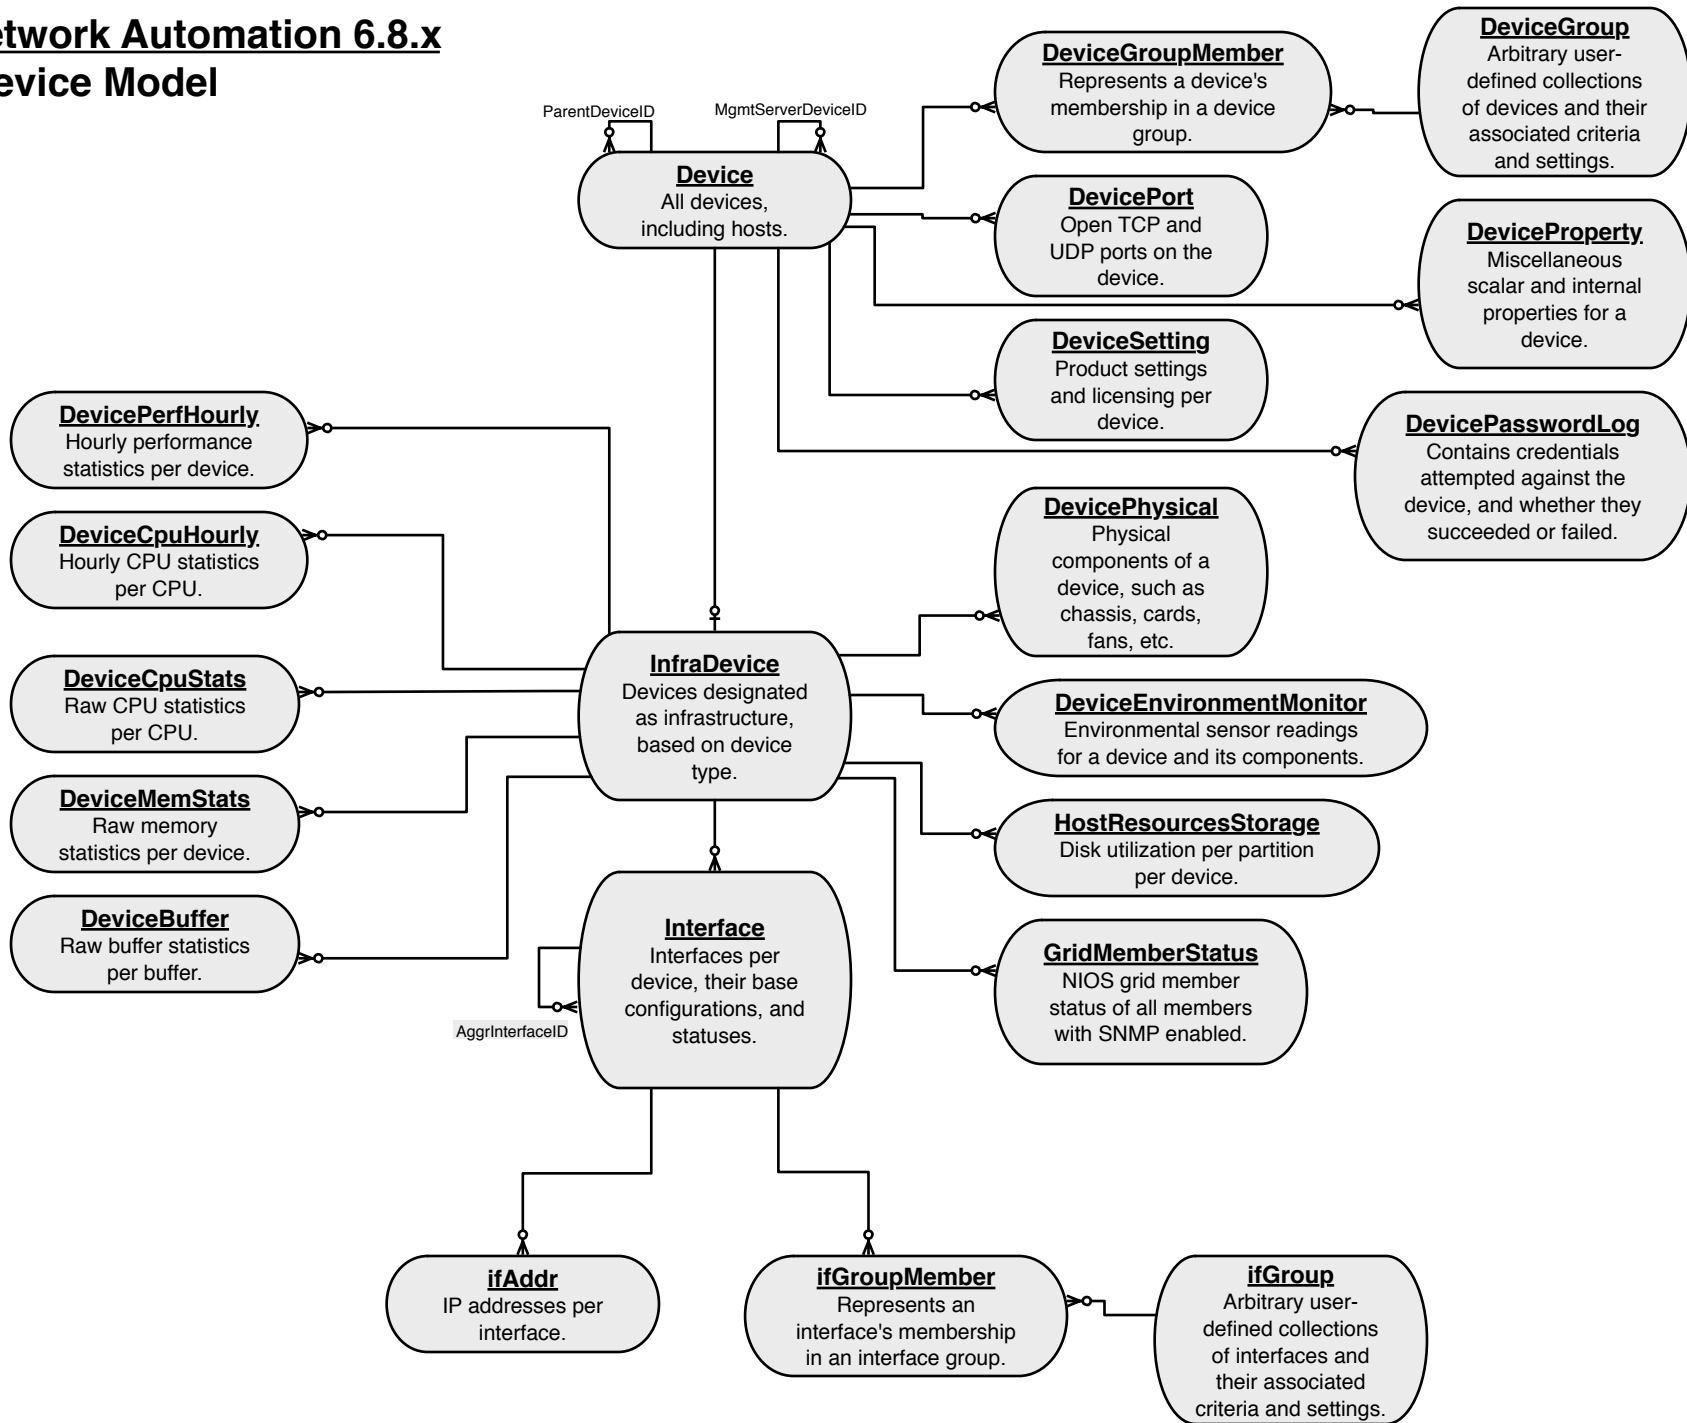 etwork Automation 6.8.x
evice Model
ParentDeviceID
MgmtServerDeviceID
Device
All devices,
including hosts.
DeviceGroupMember
Represents a device's
membership in a device
group.
DeviceGroup
Arbitrary user-
defined collections
of devices and their
associated criteria
and settings.
DevicePort
Open TCP and
UDP ports on the
device.
DeviceProperty
Miscellaneous
scalar and internal
properties for a
device.
DeviceSetting
Product settings
and licensing per
device.
DevicePasswordLog
Contains credentials
attempted against the
device, and whether they
succeeded or failed.
DevicePerfHourly
Hourly performance
statistics per device.
DeviceCpuHourly
Hourly CPU statistics
per CPU.
DeviceCpuStats
Raw CPU statistics
per CPU.
DeviceMemStats
Raw memory
statistics per device.
DeviceBuffer
Raw buffer statistics
per buffer.
InfraDevice
Devices designated
as infrastructure,
based on device
type.
DevicePhysical
Physical
components of a
device, such as
chassis, cards,
fans, etc.
DeviceEnvironmentMonitor
Environmental sensor readings
for a device and its components.
HostResourcesStorage
Disk utilization per partition
per device.
GridMemberStatus
NIOS grid member
status of all members
with SNMP enabled.
Interface
Interfaces per
device, their base
configurations, and
statuses.
AggrInterfaceID
ifAddr
IP addresses per
interface.
ifGroupMember
Represents an
interface's membership
in an interface group.
ifGroup
Arbitrary user-
defined collections
of interfaces and
their associated
criteria and settings.